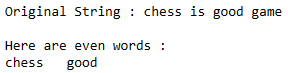 Original String : chess is good game
Here are even words :
chess   good